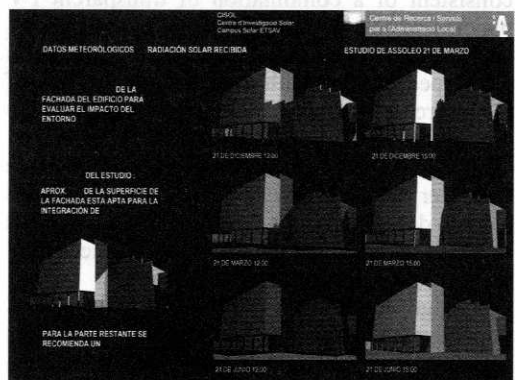 CISOL
Centre d'Investigació Solar
Campus Solar ETSAV
Centre de Recerca i Serveis
per a l'Administració Local
DATOS METEOROLÓGICOS RADIACIÓN SOLAR RECIBIDA
ESTUDIO DE ASSOLEO 21 DE MARZO
DE LA
FACHADA DEL EDIFICIO PARA
EVALUAR EL IMPACTO DEL
ENTORNO
21 DE DICIEMBRE 12:00
21 DE DICIEMBRE 15:00
DEL ESTUDIO :
APROX. DE LA SUPERFICIE DE
LA FACHADA ESTA APTA PARA LA
INTEGRACIÓN DE
21 DE MARZO 12:00
21 DE MARZO 15:00
PARA LA PARTE RESTANTE SE
RECOMIENDA UN
21 DE JUNIO 12:00
21 DE JUNIO 15:00